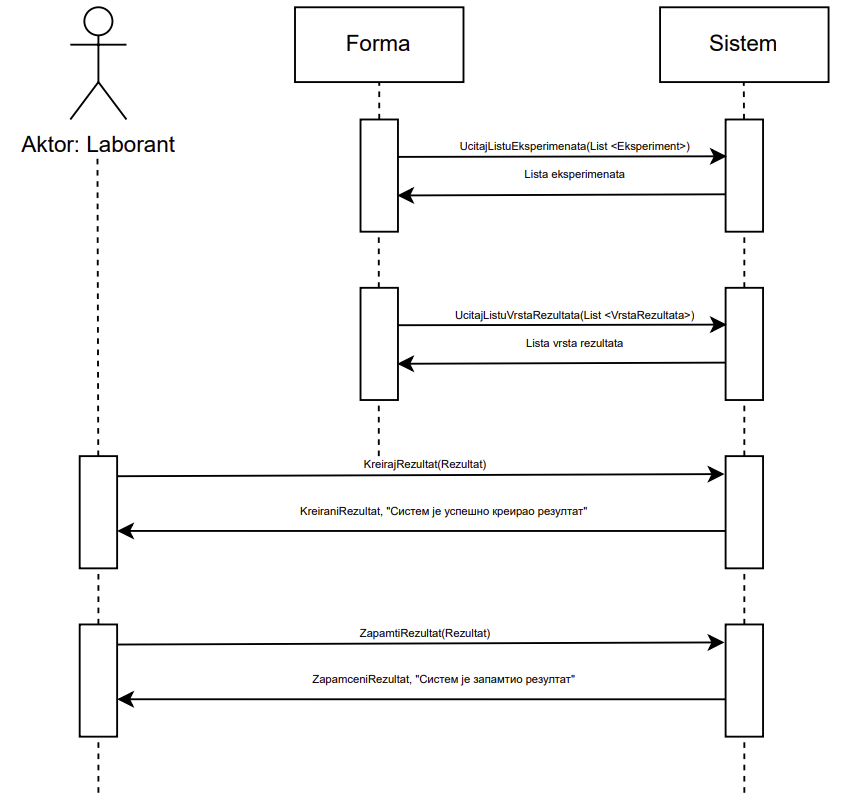 Forma
Sistem
Aktor: Laborant
UcitajListuEksperimenata(List <Eksperiment>)
Lista eksperimenata
UcitajListuVrstaRezultata(List <VrstaRezultata>)
Lista vrsta rezultata
KreirajRezultat(Rezultat)
KreiraniRezultat, "Систем је успешно креирао резултат"
ZapamtiRezultat(Rezultat)
ZapamceniRezultat, "Систем је запамтио резултат"